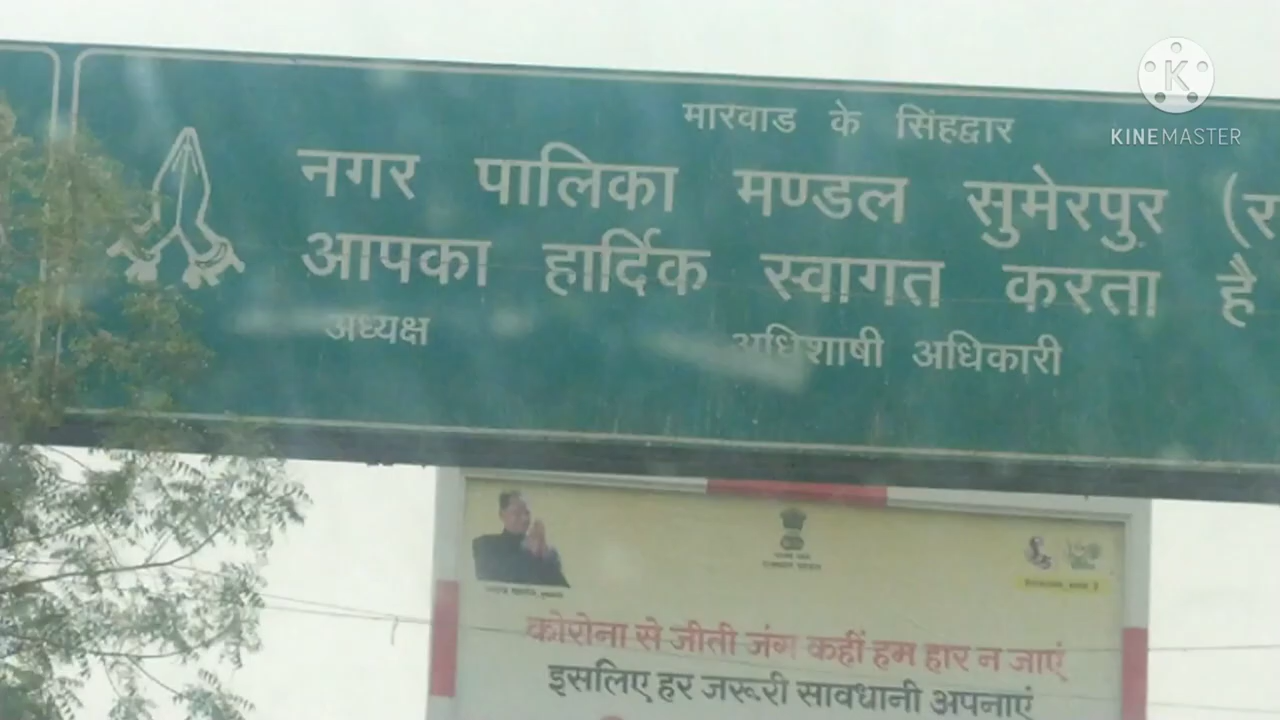 मारवाड के सिंहद्वार
नगर पालिका मण्डल सुमेरपुर (रा
आपका हार्दिक स्वागत करता है
अध्यक्ष
अधिशाषी अधिकारी
KINEMASTER
कोरोना से जीती जंग कहीं हम हार न जाएं
इसलिए हर जरूरी सावधानी अपनाएं